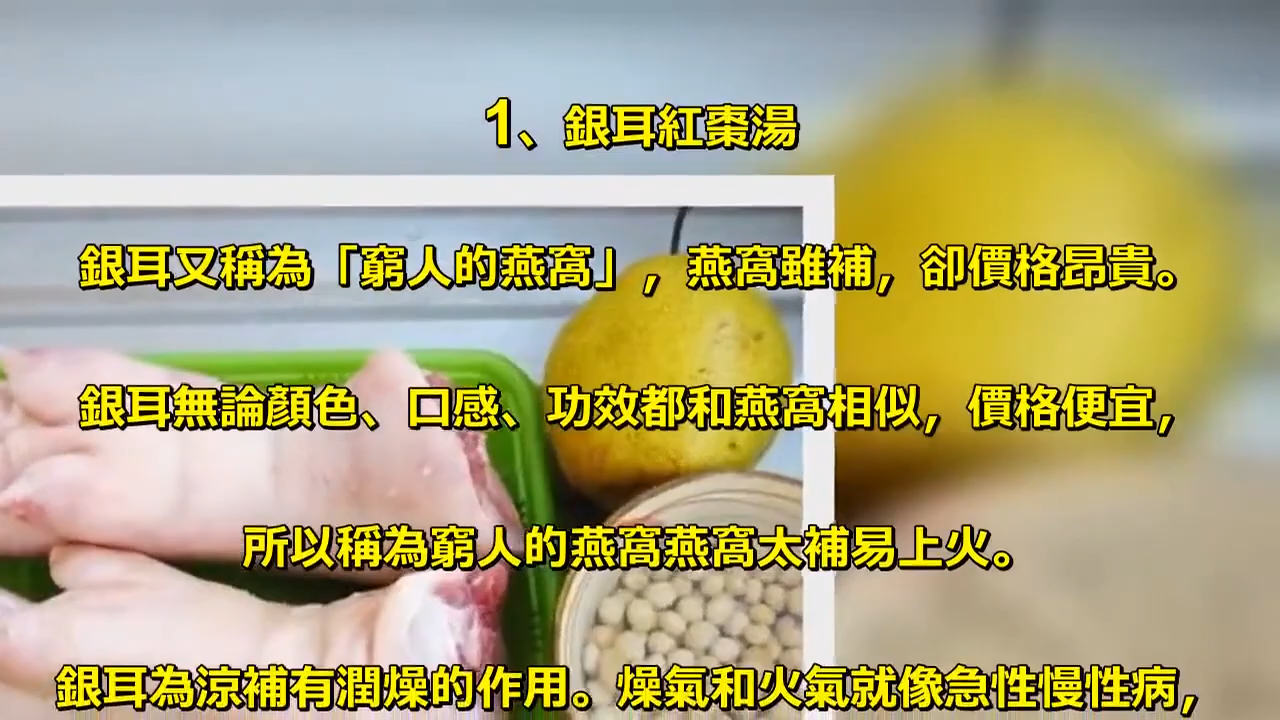 1、銀耳紅棗湯
銀耳又稱為「窮人的燕窩」，燕窩雖補，卻價格昂貴。
銀耳無論顏色、口感、功效都和燕窩相似，價格便宜，
所以稱為窮人的燕窩燕窩太補易上火。
銀耳為涼補有潤燥的作用。燥氣和火氣就像急性慢性病，